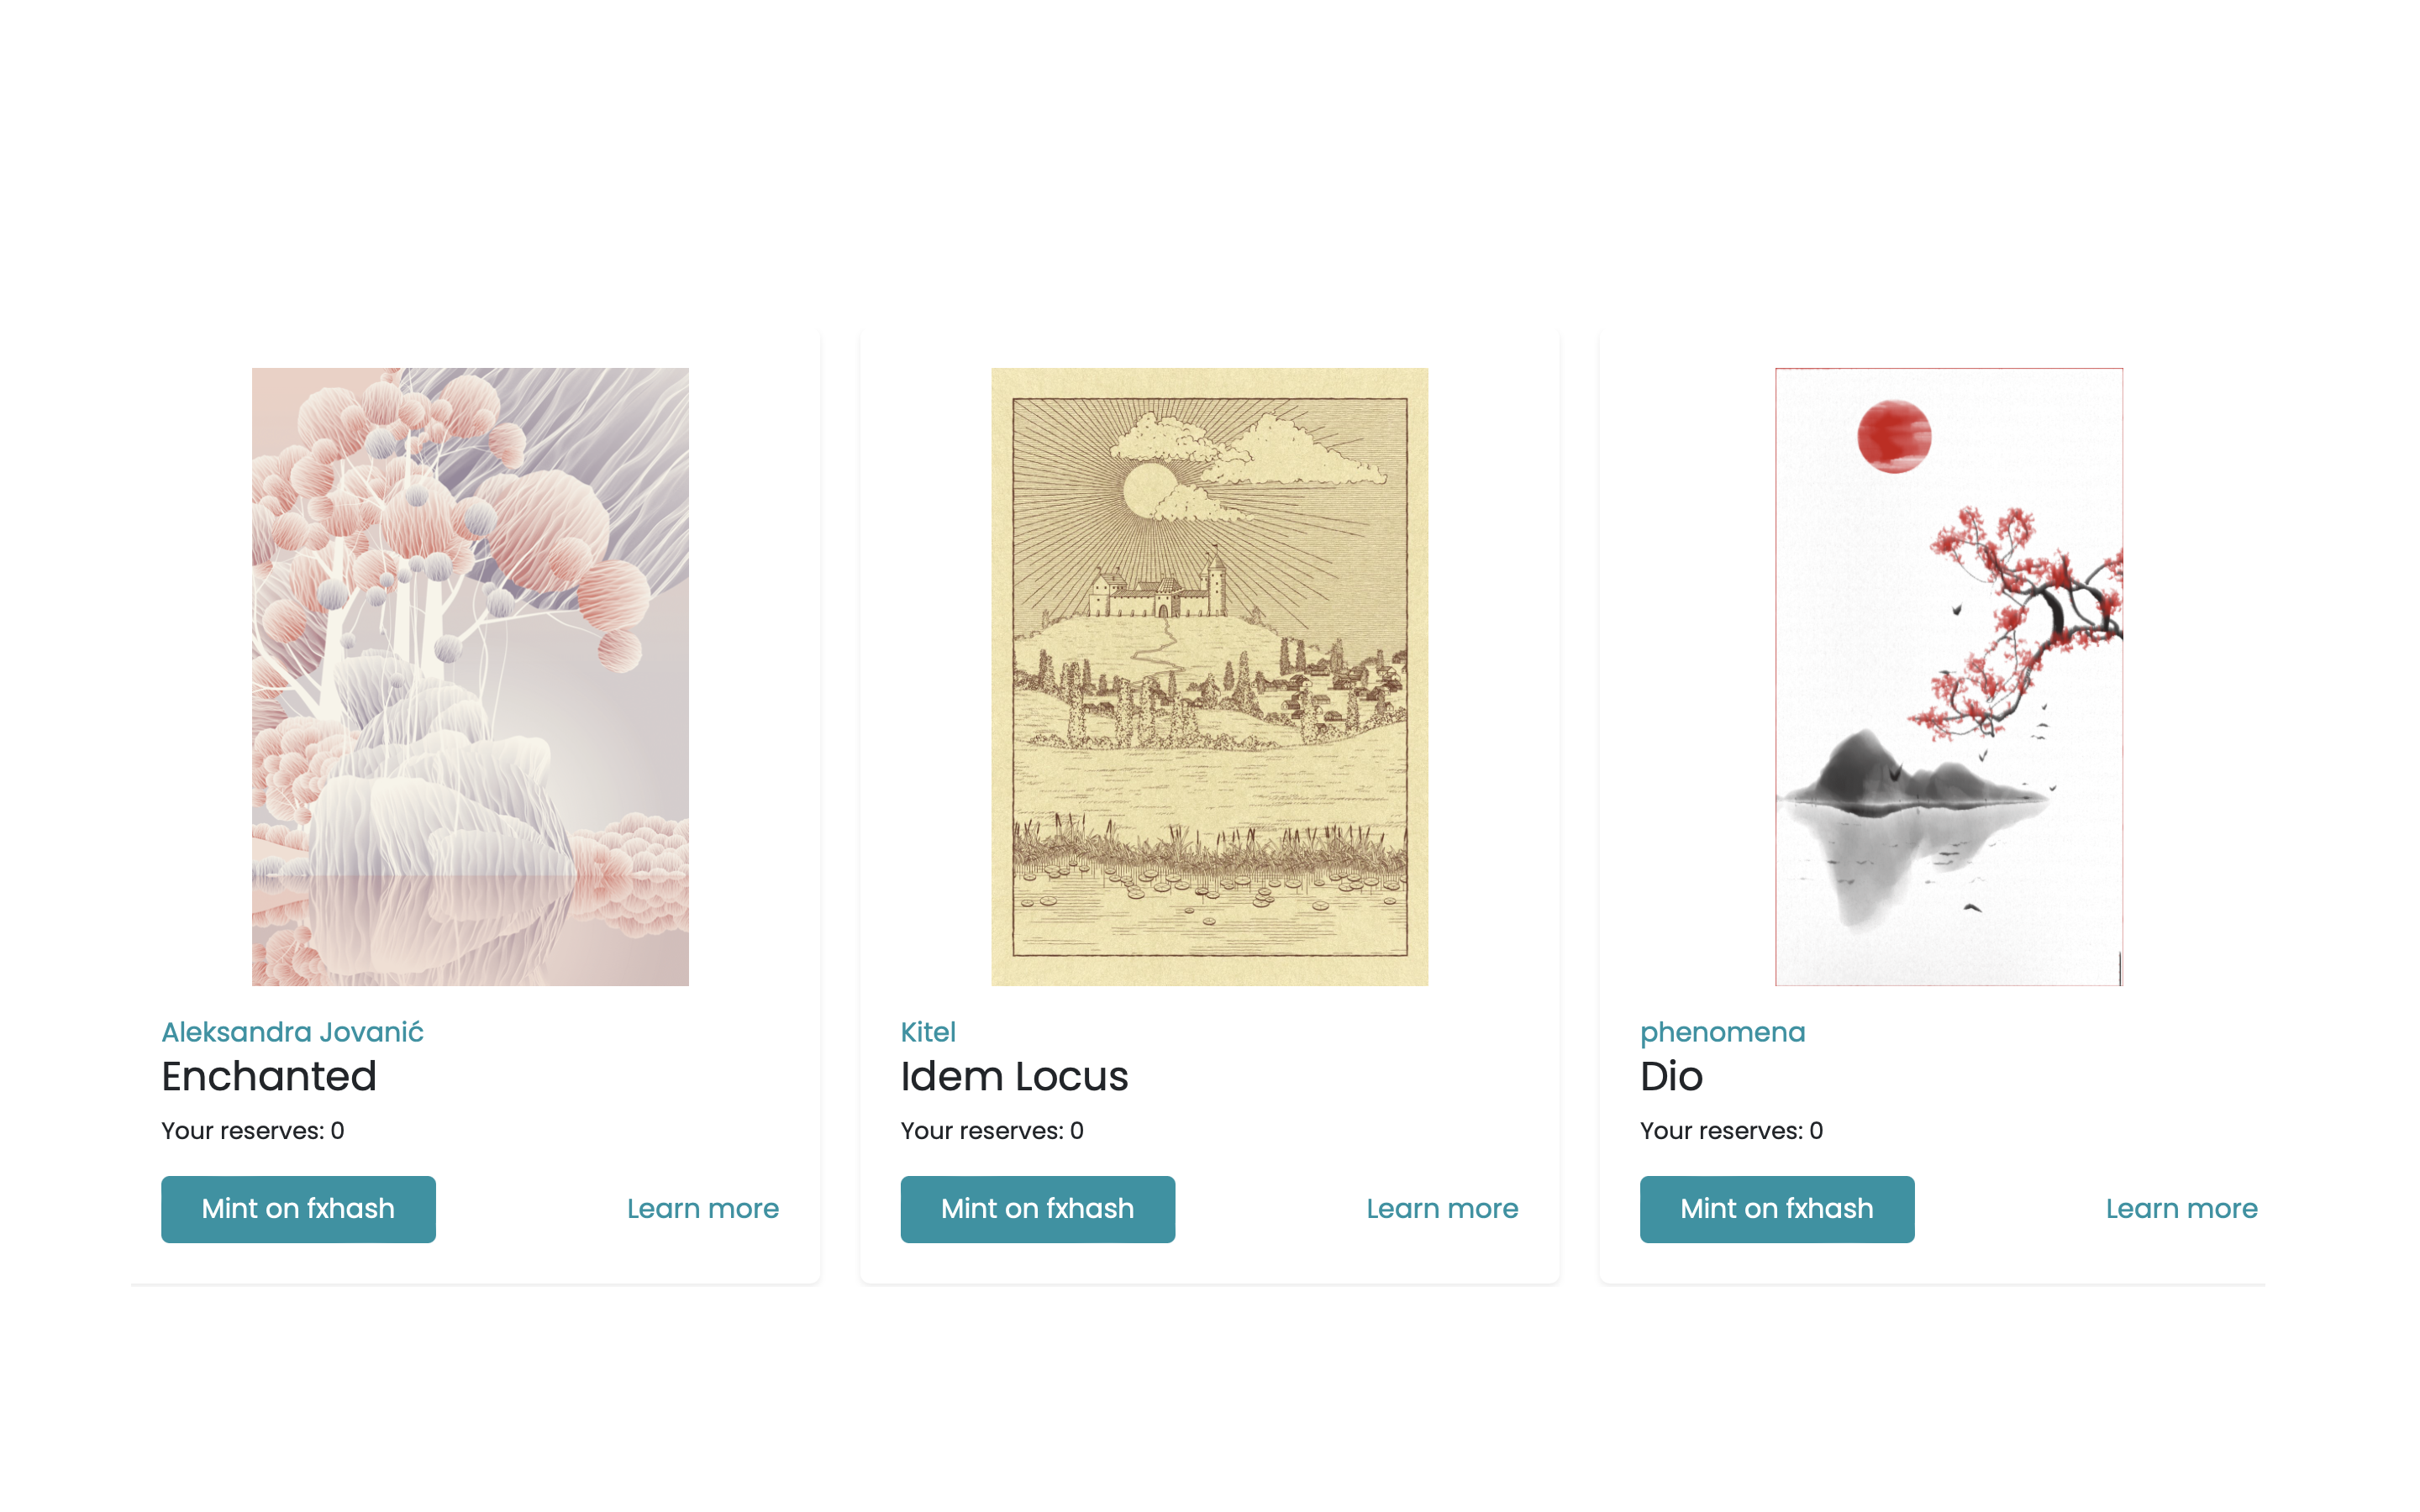 Aleksandra Jovanić
Enchanted
Your reserves: 0
Mint on fxhash
Learn more
Kitel
Idem Locus
Your reserves: 0
Mint on fxhash
Learn more
phenomena
Dio
Your reserves: 0
Mint on fxhash
Learn more